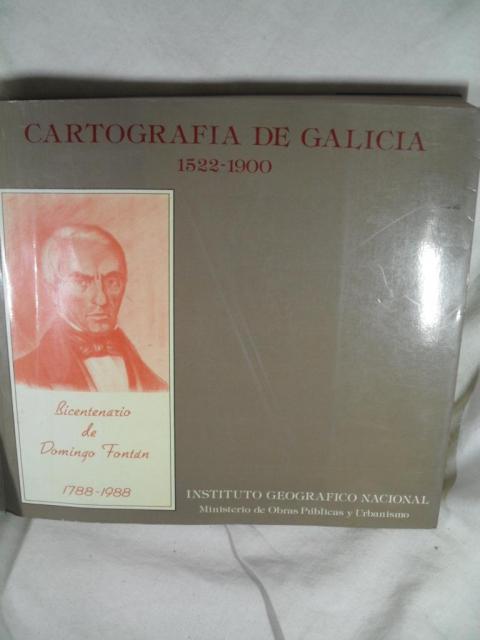 CARTOGRAFIA DE GALICIA
1522-1900
Bicentenario
de
Domingo Fontán
1788-1988
INSTITUTO GEOGRAFICO NACIONAL
Ministerio de Obras Públicas y Urbanismo